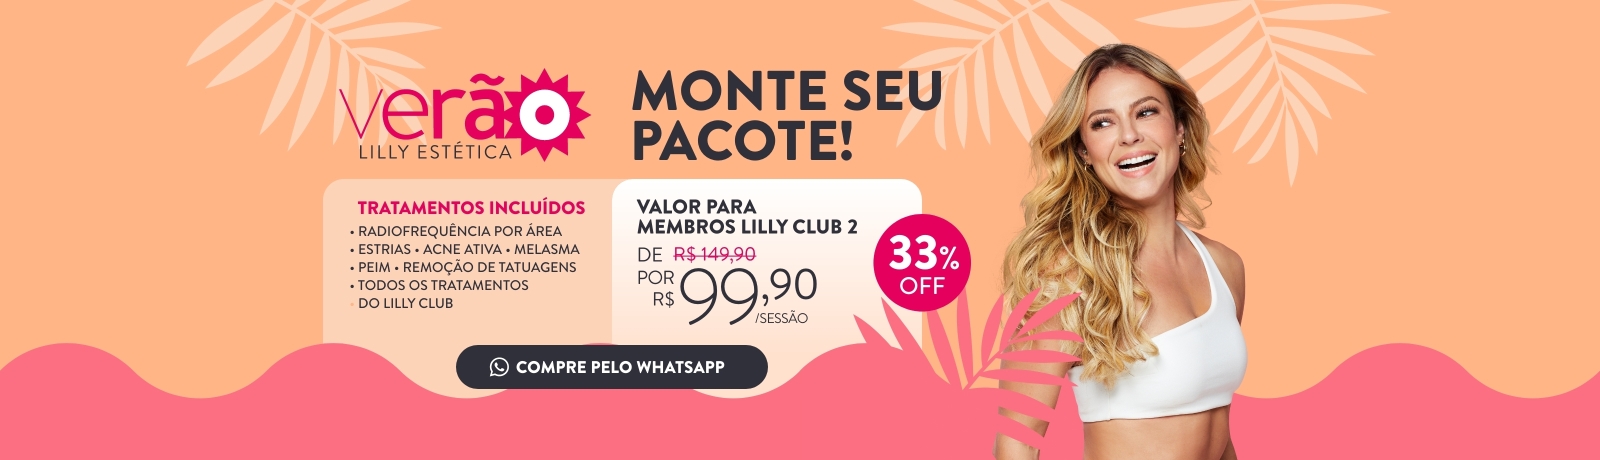 verão
LILLY ESTÉTICA
MONTE SEU
PACOTE!
TRATAMENTOS INCLUÍDOS
• RADIOFREQUÊNCIA POR ÁREA
• ESTRIAS • ACNE ATIVA • MELASMA
• PEIM • REMOÇÃO DE TATUAGENS
• TODOS OS TRATAMENTOS
DO LILLY CLUB
VALOR PARA
MEMBROS LILLY CLUB 2
DE R$ 149,90
POR
R$ 99,90
/SESSÃO
33%
OFF
COMPRE PELO WHATSAPP